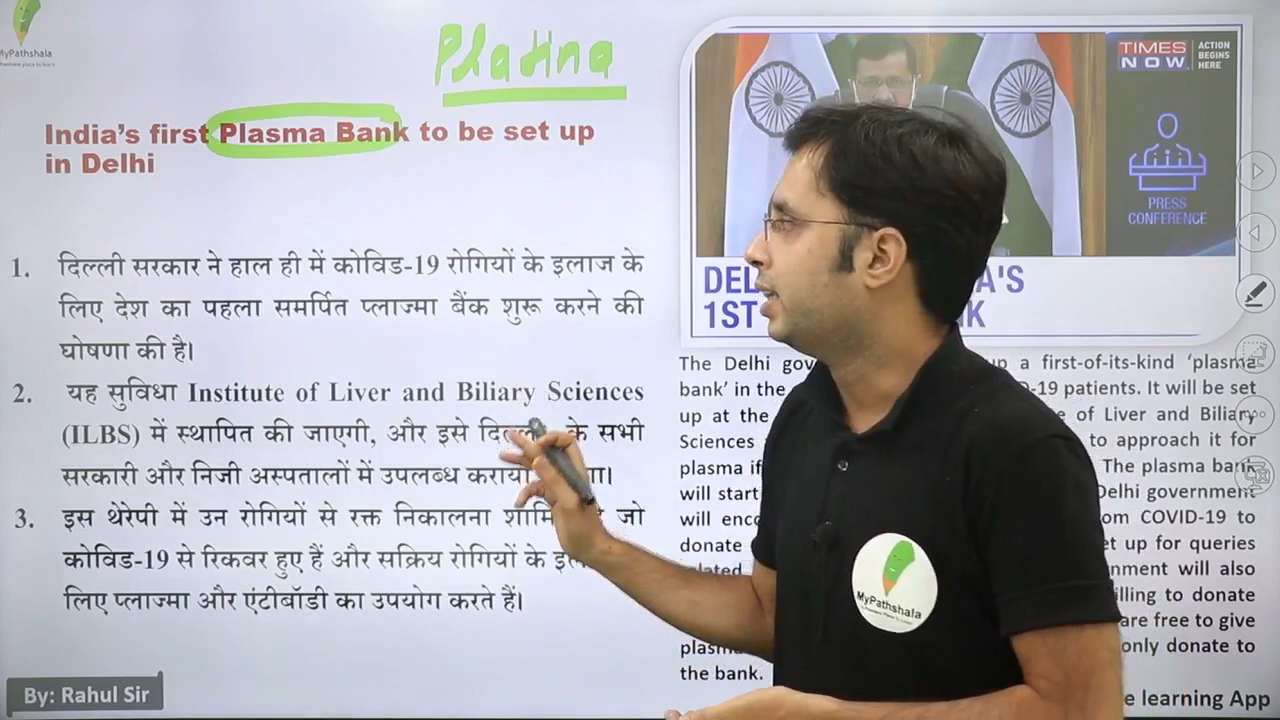 MyPathshala
Platina
India's first Plasma Bank to be set up
in Delhi
1. दिल्ली सरकार ने हाल ही में कोविड-19 रोगियों के इलाज के
लिए देश का पहला समर्पित प्लाज्मा बैंक शुरू करने की
घोषणा की है।
2. यह सुविधा Institute of Liver and Biliary Sciences
(ILBS) में स्थापित की जाएगी, और इसे के सभी
सरकारी और निजी अस्पतालों में उपलब्ध कराया
3. इस थेरेपी में उन रोगियों से रक्त निकालना जो
कोविड-19 से रिकवर हुए हैं और सक्रिय रोगियों के
लिए प्लाज्मा और एंटीबॉडी का उपयोग करते हैं।
By: Rahul Sir
TIMES NOW
ACTION
BEGINS
HERE
PRESS
CONFERENCE
DEL A'S
1ST K
The Delhi gov up a first-of-its-kind 'plasma
bank' in the D-19 patients. It will be set
up at the e of Liver and Biliary
Sciences to approach it for
plasma if The plasma bank
will start Delhi government
will enc om COVID-19 to
donate et up for queries
nment will also
illing to donate
are free to give
only donate to
the bank.
e learning App
MyPathshala